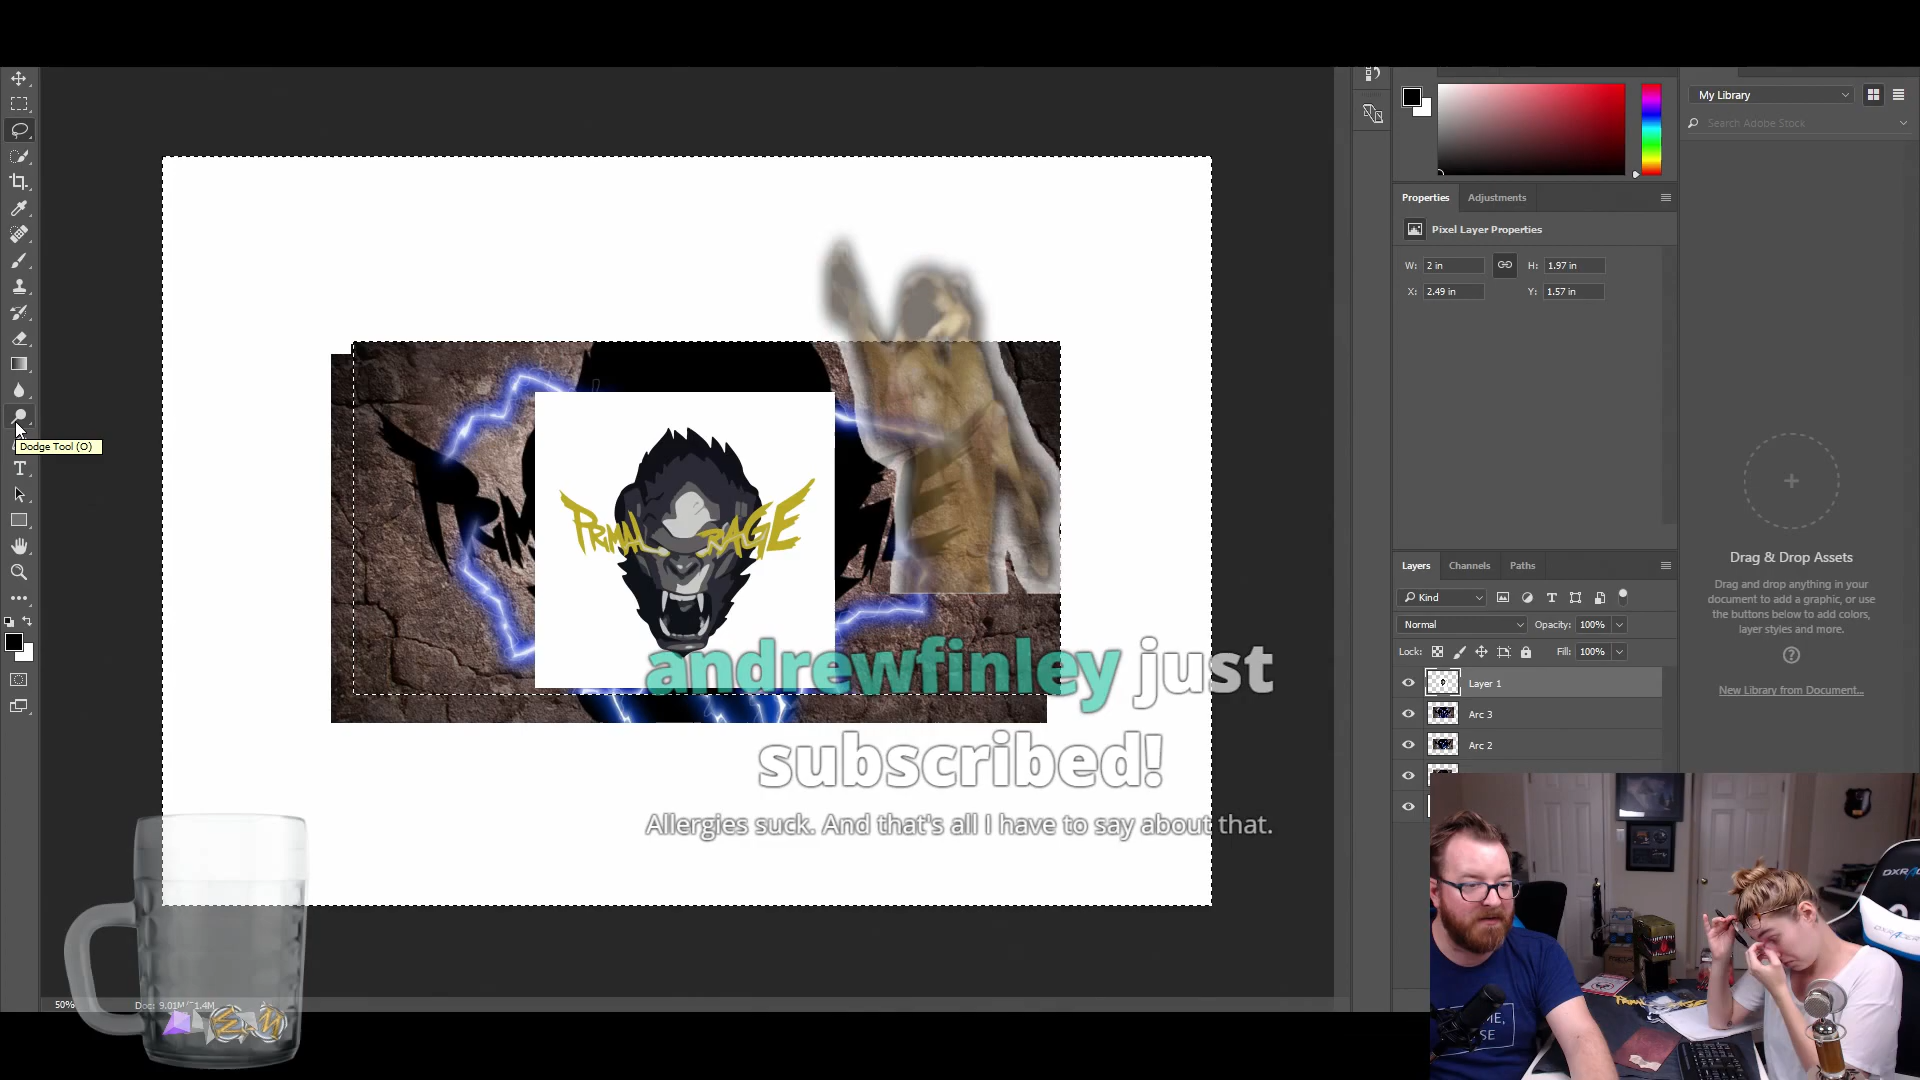 My Library
Search Adobe Stock
Properties
Adjustments
Pixel Layer Properties
W: 2 in
H: 1.97 in
X: 2.49 in
Y: 1.57 in
Dodge Tool (O)
T
PRIMAL RAGE
PRIMAL RAGE
Layers
Channels
Paths
Kind
Normal
Opacity: 100%
Lock:
Fill: 100%
Layer 1
Arc 3
Arc 2
Drag & Drop Assets
Drag and drop anything in your
document to add a graphic, or use
the buttons below to add colors,
layer styles and more.
New Library from Document...
andrewfinley just
subscribed!
Allergies suck. And that's all I have to say about that.
50%
DXRACER